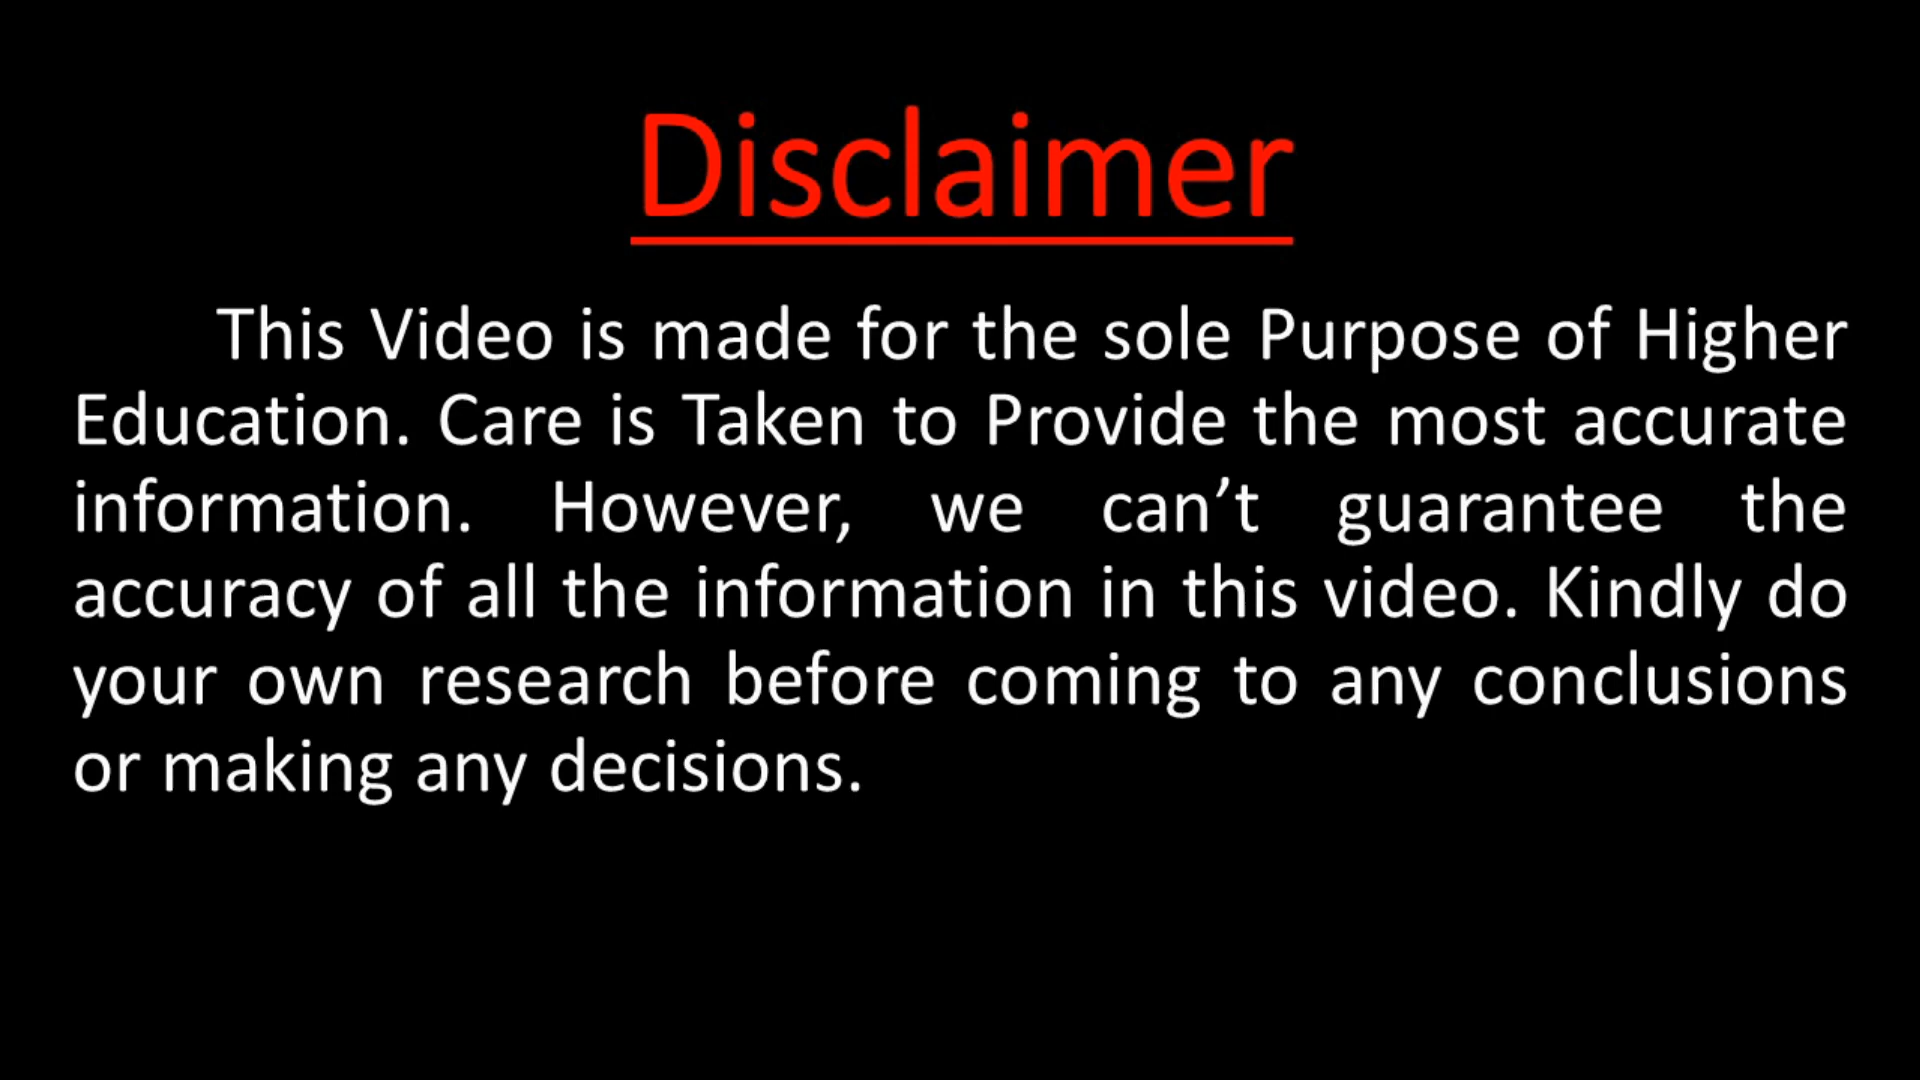 Disclaimer
This Video is made for the sole Purpose of Higher
Education. Care is Taken to Provide the most accurate
information. However, we can’t guarantee the
accuracy of all the information in this video. Kindly do
your own research before coming to any conclusions
or making any decisions.